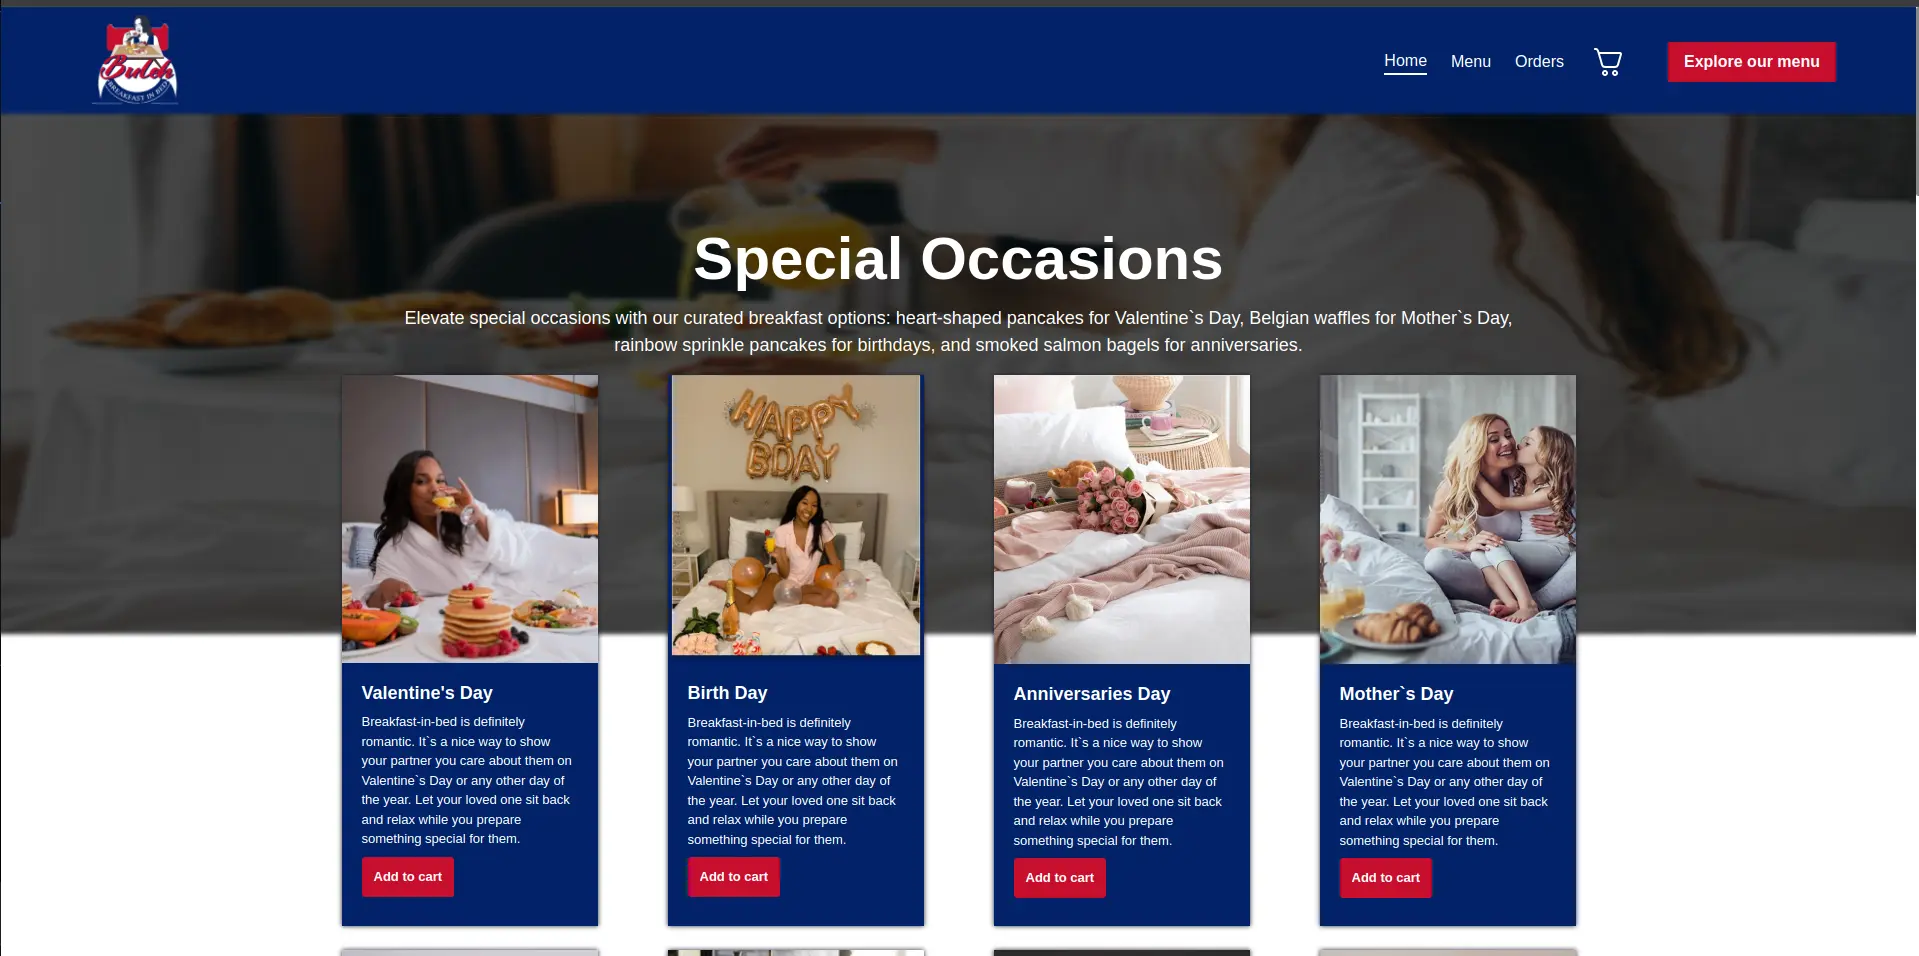 Butch
BREAKFAST IN BED
Home
Menu
Orders
Explore our menu
Special Occasions
Elevate special occasions with our curated breakfast options: heart-shaped pancakes for Valentine`s Day, Belgian waffles for Mother`s Day,
rainbow sprinkle pancakes for birthdays, and smoked salmon bagels for anniversaries.
HAPPY
BDAY
Valentine's Day
Breakfast-in-bed is definitely
romantic. It`s a nice way to show
your partner you care about them on
Valentine`s Day or any other day of
the year. Let your loved one sit back
and relax while you prepare
something special for them.
Add to cart
Birth Day
Breakfast-in-bed is definitely
romantic. It`s a nice way to show
your partner you care about them on
Valentine`s Day or any other day of
the year. Let your loved one sit back
and relax while you prepare
something special for them.
Add to cart
Anniversaries Day
Breakfast-in-bed is definitely
romantic. It`s a nice way to show
your partner you care about them on
Valentine`s Day or any other day of
the year. Let your loved one sit back
and relax while you prepare
something special for them.
Add to cart
Mother`s Day
Breakfast-in-bed is definitely
romantic. It`s a nice way to show
your partner you care about them on
Valentine`s Day or any other day of
the year. Let your loved one sit back
and relax while you prepare
something special for them.
Add to cart